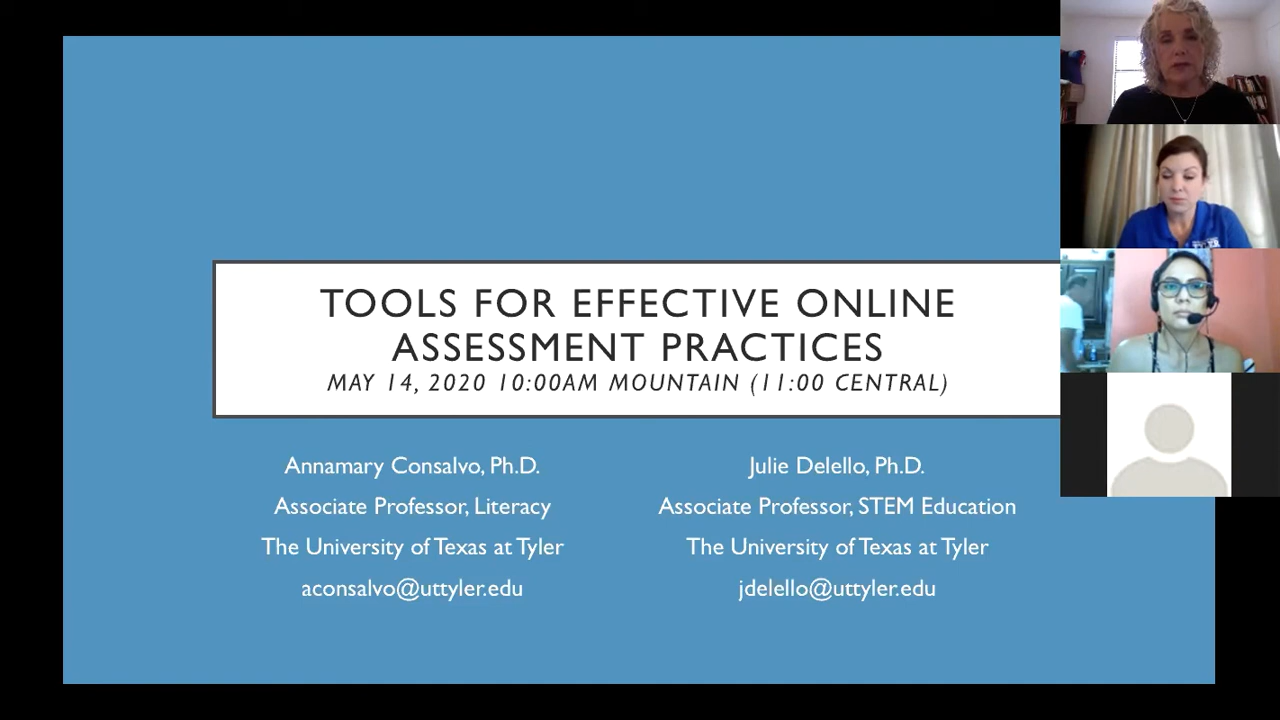 TOOLS FOR EFFECTIVE ONLINE
ASSESSMENT PRACTICES
MAY 14, 2020 10:00AM MOUNTAIN (11:00 CENTRAL)
Annamary Consalvo, Ph.D.
Associate Professor, Literacy
The University of Texas at Tyler
aconsalvo@uttyler.edu
Julie Delello, Ph.D.
Associate Professor, STEM Education
The University of Texas at Tyler
jdelello@uttyler.edu